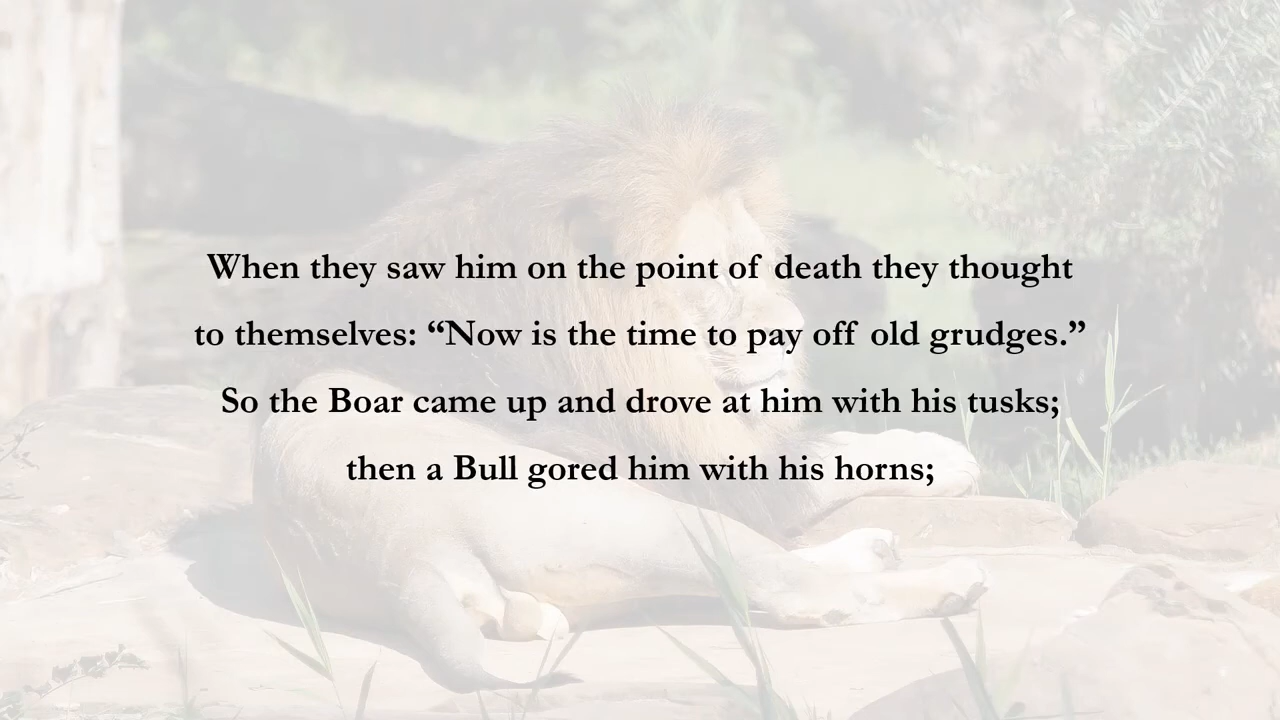 When they saw him on the point of death they thought
to themselves: “Now is the time to pay off old grudges.”
So the Boar came up and drove at him with his tusks;
then a Bull gored him with his horns;